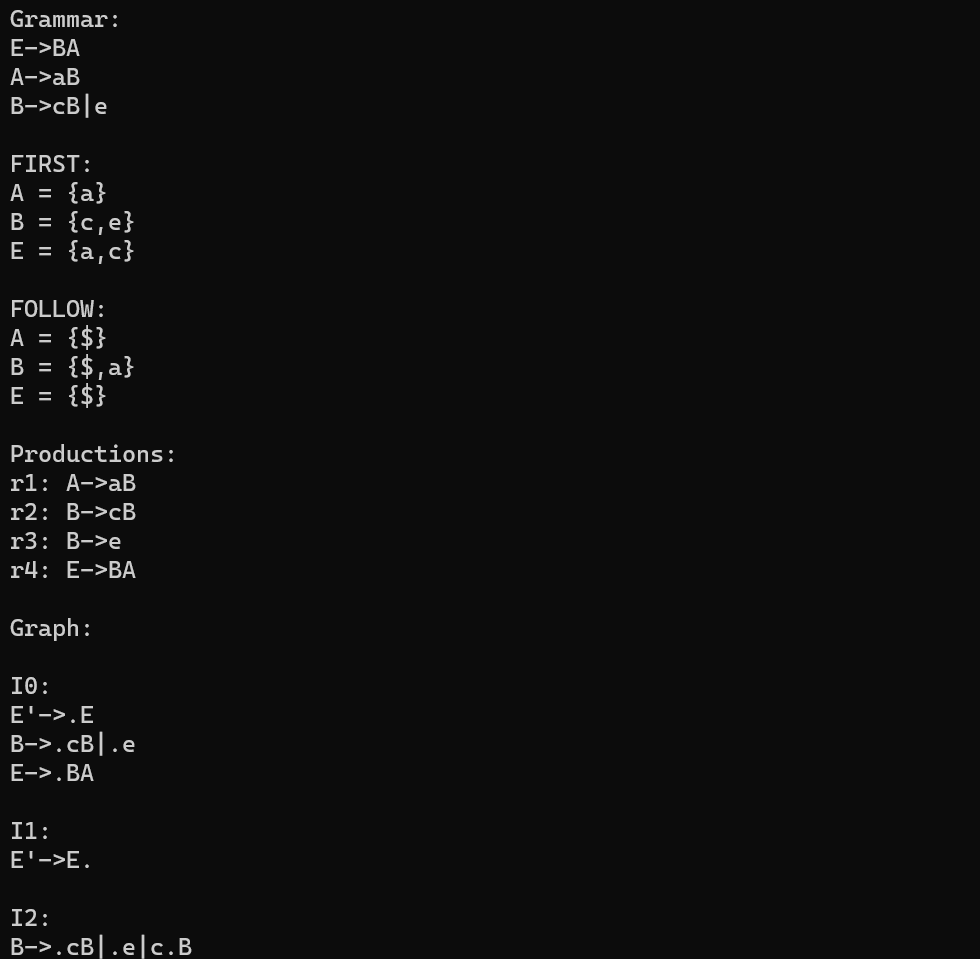 Grammar:
E->BA
A->aB
B->cB|e
FIRST:
A = {a}
B = {c,e}
E = {a,c}
FOLLOW:
A = {$}
B = {$,a}
E = {$}
Productions:
r1: A->aB
r2: B->cB
r3: B->e
r4: E->BA
Graph:
I0:
E'->.E
B->.cB|.e
E->.BA
I1:
E'->E.
I2:
B->.cB|.e|c.B